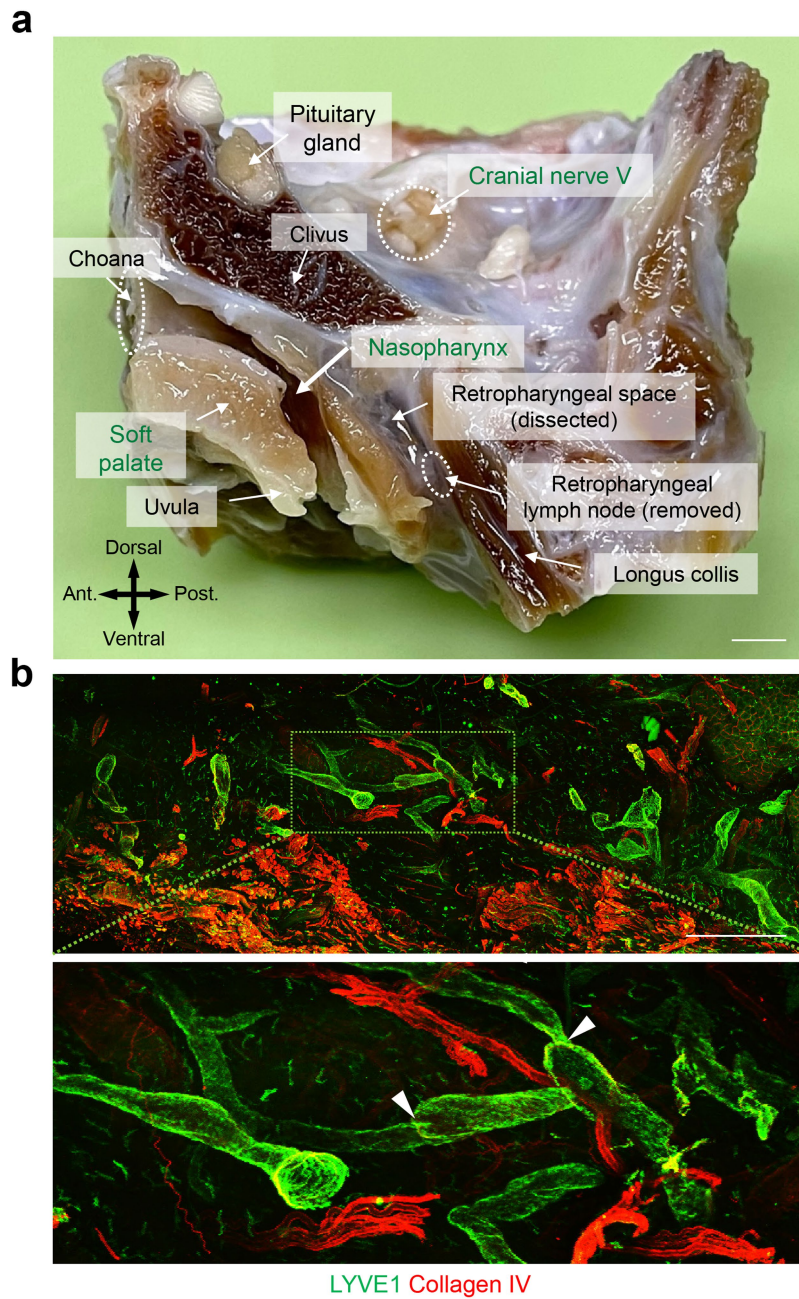 a
Pituitary
gland
Cranial nerve V
Clivus
Choana
Nasopharynx
Retropharyngeal space
(dissected)
Soft
palate
Retropharyngeal
lymph node (removed)
Uvula
Dorsal
Longus collis
Ant.
Post.
Ventral
b
LYVE1 Collagen IV